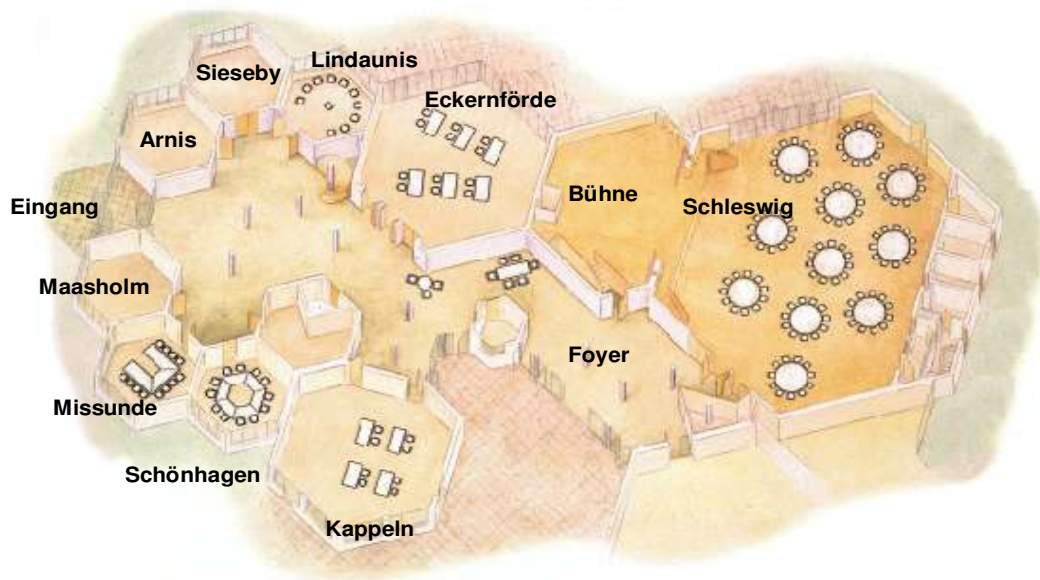 Sieseby
Lindaunis
Eckernförde
Arnis
Eingang
Bühne
Schleswig
Maasholm
Foyer
Missunde
Schönhagen
Kappeln